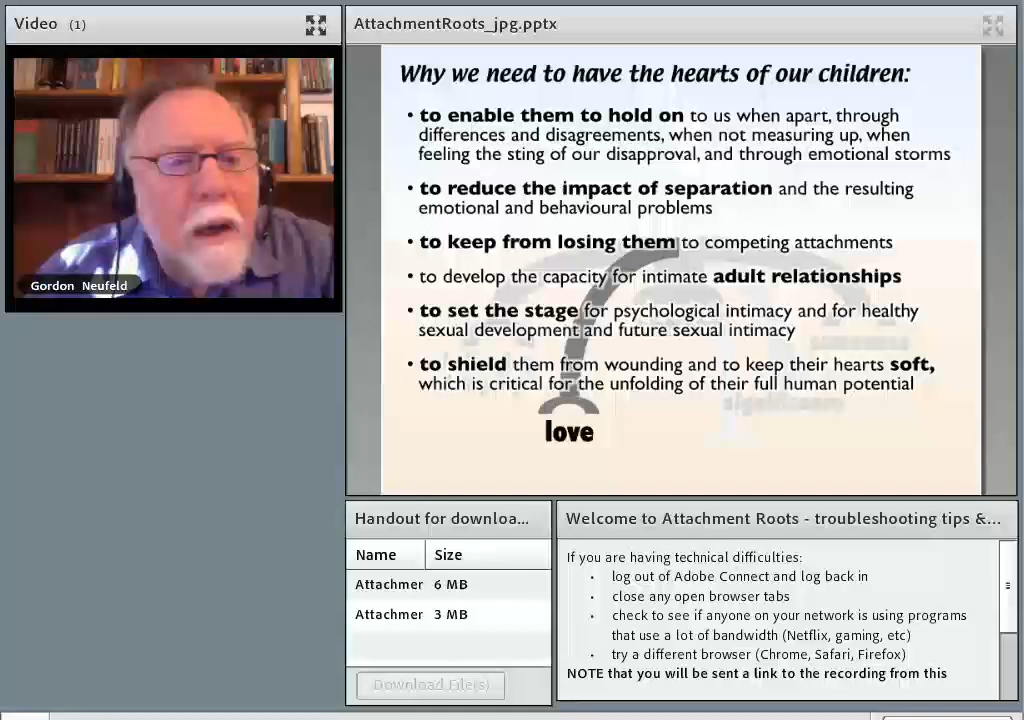 Video (1)
Gordon Neufeld
AttachmentRoots_jpg.pptx
Why we need to have the hearts of our children:
• to enable them to hold on to us when apart, through
differences and disagreements, when not measuring up, when
feeling the sting of our disapproval, and through emotional storms
• to reduce the impact of separation and the resulting
emotional and behavioural problems
• to keep from losing them to competing attachments
• to develop the capacity for intimate adult relationships
• to set the stage for psychological intimacy and for healthy
sexual development and future sexual intimacy
• to shield them from wounding and to keep their hearts soft,
which is critical for the unfolding of their full human potential
significance
love
Handout for downloa...
Name Size
Attachmer 6 MB
Attachmer 3 MB
Download File(s)
Welcome to Attachment Roots - troubleshooting tips &...
If you are having technical difficulties:
• log out of Adobe Connect and log back in
• close any open browser tabs
• check to see if anyone on your network is using programs
that use a lot of bandwidth (Netflix, gaming, etc)
• try a different browser (Chrome, Safari, Firefox)
NOTE that you will be sent a link to the recording from this